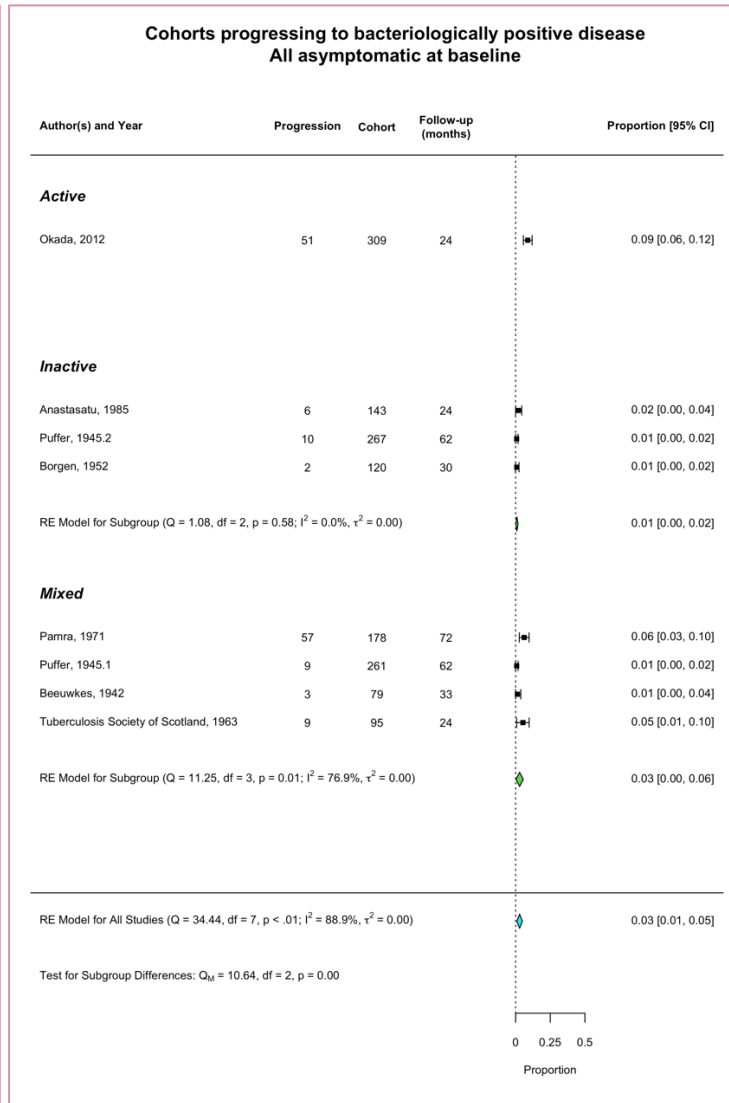 Cohorts progressing to bacteriologically positive disease
All asymptomatic at baseline
Author(s) and Year Progression Cohort Follow-up (months) Proportion [95% CI]
Active
Okada, 2012 51 309 24 0.09 [0.06, 0.12]
Inactive
Anastasatu, 1985 6 143 24 0.02 [0.00, 0.04]
Puffer, 1945.2 10 267 62 0.01 [0.00, 0.02]
Borgen, 1952 2 120 30 0.01 [0.00, 0.02]
RE Model for Subgroup (Q = 1.08, df = 2, p = 0.58; I² = 0.0%, τ² = 0.00) 0.01 [0.00, 0.02]
Mixed
Pamra, 1971 57 178 72 0.06 [0.03, 0.10]
Puffer, 1945.1 9 261 62 0.01 [0.00, 0.02]
Beeuwkes, 1942 3 79 33 0.01 [0.00, 0.04]
Tuberculosis Society of Scotland, 1963 9 95 24 0.05 [0.01, 0.10]
RE Model for Subgroup (Q = 11.25, df = 3, p = 0.01; I² = 76.9%, τ² = 0.00) 0.03 [0.00, 0.06]
RE Model for All Studies (Q = 34.44, df = 7, p < .01; I² = 88.9%, τ² = 0.00) 0.03 [0.01, 0.05]
Test for Subgroup Differences: Q_M = 10.64, df = 2, p = 0.00
0 0.25 0.5
Proportion